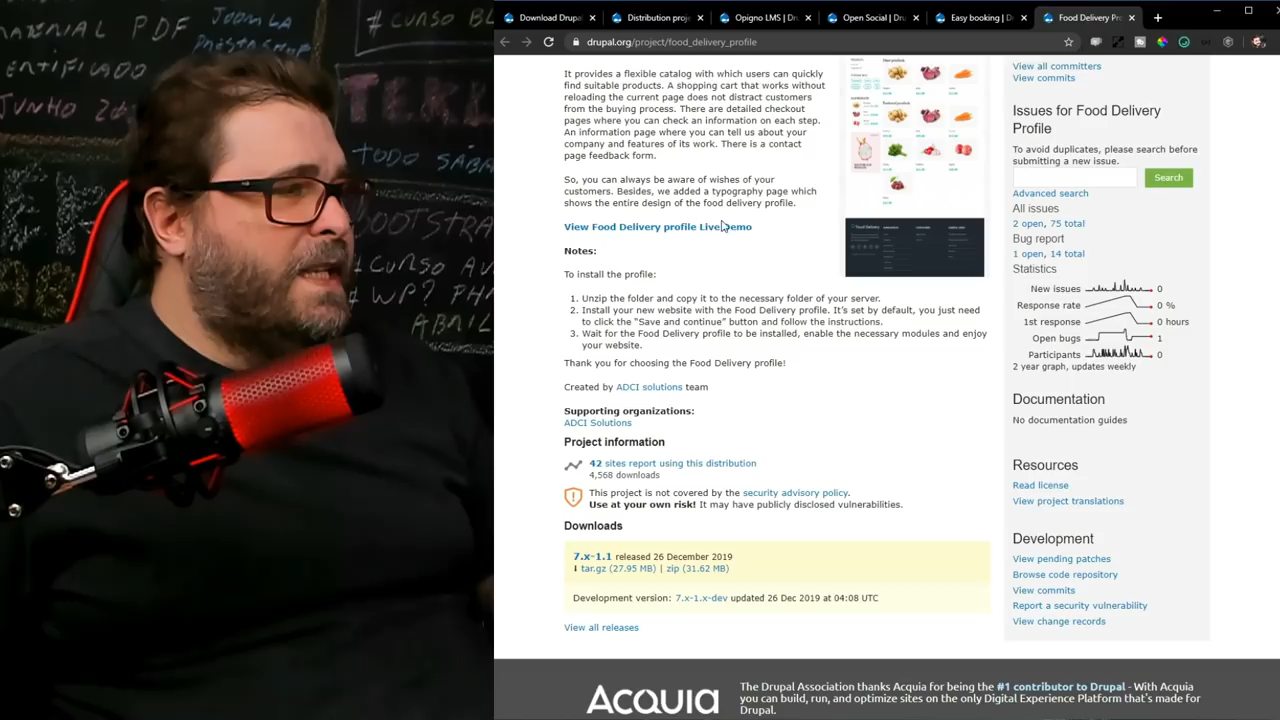 MATERIAL PDF
JOOMLA
PHOTOSHOP
# CURSO BL
Download Drupa
Distribution proj
Opigno LMS | Dr
Open Social | Dr
Easy booking | D
Food Delivery Pr
drupal.org/project/food_delivery_profile
It provides a flexible catalog with which users can quickly
find suitable products. A shopping cart that works without
reloading the current page does not distract customers
from the buying process. There are detailed checkout
pages where you can check an information on each step.
An information page where you can tell us about your
company and features of its work. There is a contact
page feedback form.
So, you can always be aware of wishes of your
customers. Besides, we added a typography page which
shows the entire design of the food delivery profile.
View Food Delivery profile Live Demo
Notes:
To install the profile:
1. Unzip the folder and copy it to the necessary folder of your server.
2. Install your new website with the Food Delivery profile. It's set by default, you just need
to click the “Save and continue” button and follow the instructions.
3. Wait for the Food Delivery profile to be installed, enable the necessary modules and enjoy
your website.
Thank you for choosing the Food Delivery profile!
Created by ADCI solutions team
Supporting organizations:
ADCI Solutions
Project information
42 sites report using this distribution
4,568 downloads
This project is not covered by the security advisory policy.
Use at your own risk! It may have publicly disclosed vulnerabilities.
Downloads
7.x-1.1 released 26 December 2019
tar.gz (27.95 MB) | zip (31.62 MB)
Development version: 7.x-1.x-dev updated 26 Dec 2019 at 04:08 UTC
View all releases
View all committers
View commits
Issues for Food Delivery
Profile
To avoid duplicates, please search before
submitting a new issue.
Search
Advanced search
All issues
2 open, 75 total
Bug report
1 open, 14 total
Statistics
New issues 0
Response rate 0 %
1st response 0 hours
Open bugs 1
Participants 0
2 year graph, updates weekly
Documentation
No documentation guides
Resources
Read license
View project translations
Development
View pending patches
Browse code repository
View commits
Report a security vulnerability
View change records
Acquia
The Drupal Association thanks Acquia for being the #1 contributor to Drupal - With Acquia
you can build, run, and optimize sites on the only Digital Experience Platform that's made for
Drupal.